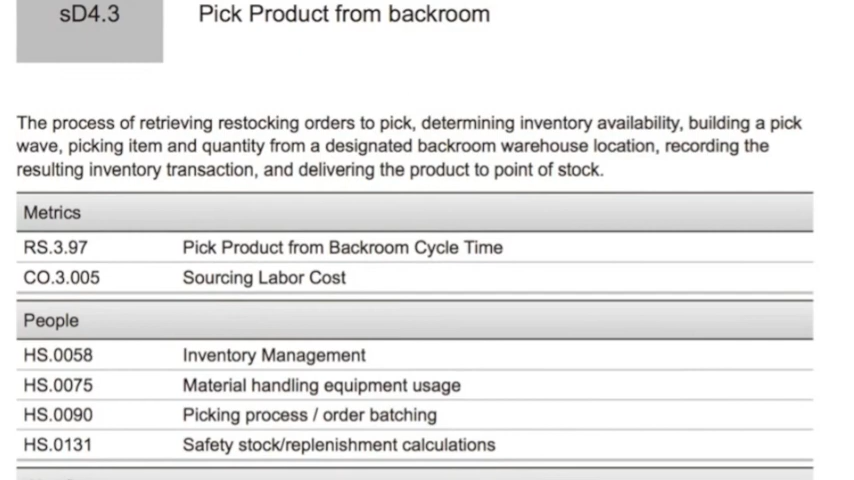 sD4.3 Pick Product from backroom
The process of retrieving restocking orders to pick, determining inventory availability, building a pick
wave, picking item and quantity from a designated backroom warehouse location, recording the
resulting inventory transaction, and delivering the product to point of stock.
Metrics
RS.3.97 Pick Product from Backroom Cycle Time
CO.3.005 Sourcing Labor Cost
People
HS.0058 Inventory Management
HS.0075 Material handling equipment usage
HS.0090 Picking process / order batching
HS.0131 Safety stock/replenishment calculations